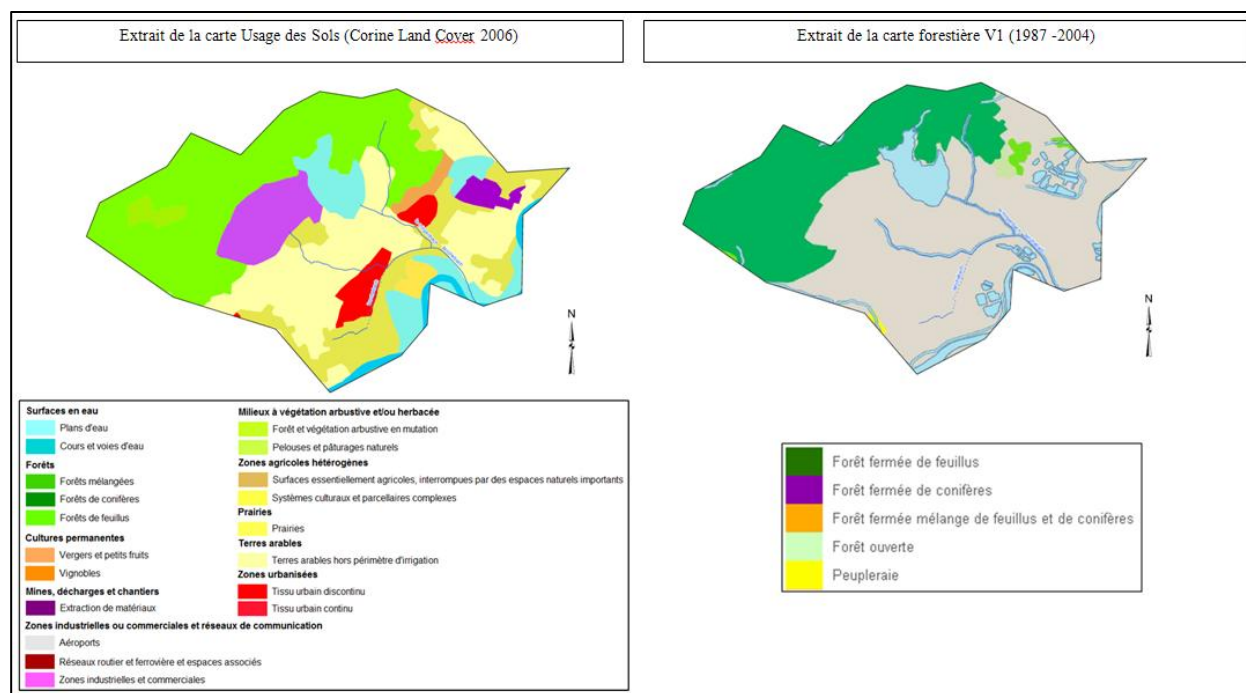 Extrait de la carte Usage des Sols (Corine Land Cover 2006)
Extrait de la carte forestière V1 (1987 -2004)
N
N
Surfaces en eau
Plans d'eau
Cours et voies d'eau
Forêts
Forêts mélangées
Forêts de conifères
Forêts de feuillus
Cultures permanentes
Vergers et petits fruits
Vignobles
Mines, décharges et chantiers
Extraction de matériaux
Zones industrielles ou commerciales et réseaux de communication
Aéroports
Réseaux routier et ferrovière et espaces associés
Zones industrielles et commerciales
Milieux à végétation arbustive et/ou herbacée
Forêt et végétation arbustive en mutation
Pelouses et pâturages naturels
Zones agricoles hétérogènes
Surfaces essentiellement agricoles, interrompues par des espaces naturels importants
Systèmes culturaux et parcellaires complexes
Prairies
Prairies
Terres arables
Terres arables hors périmètre d'irrigation
Zones urbanisées
Tissu urbain discontinu
Tissu urbain continu
Forêt fermée de feuillus
Forêt fermée de conifères
Forêt fermée mélange de feuillus et de conifères
Forêt ouverte
Peupleraie